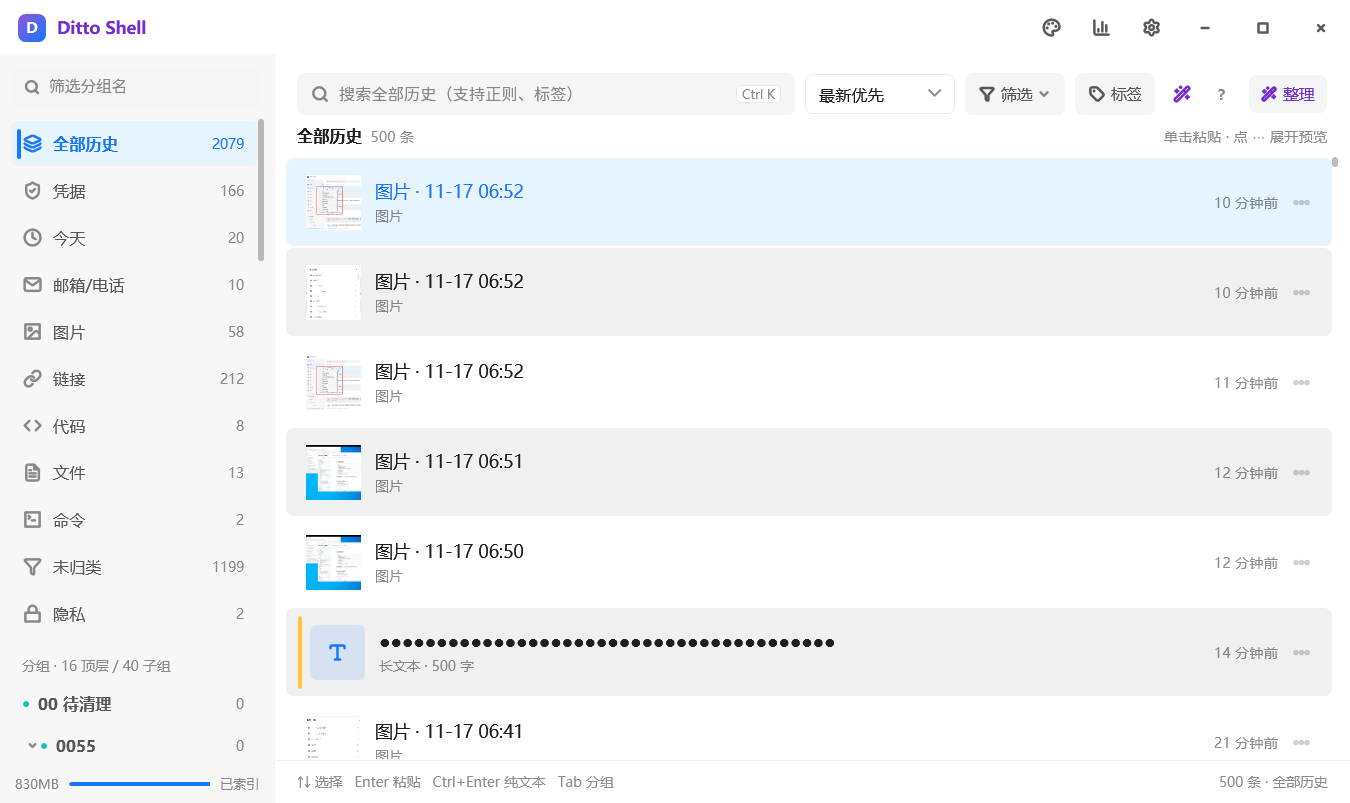 D Ditto Shell
筛选分组名
全部历史 2079
凭据 166
今天 20
邮箱/电话 10
图片 58
链接 212
代码 8
文件 13
命令 2
未归类 1199
隐私 2
分组 · 16 顶层 / 40 子组
00 待清理 0
0055 0
830MB 已索引
搜索全部历史（支持正则、标签） Ctrl K 最新优先 筛选 标签 ? 整理
全部历史 500 条 单击粘贴 · 点 ··· 展开预览
图片 · 11-17 06:52
图片
10 分钟前
图片 · 11-17 06:52
图片
10 分钟前
图片 · 11-17 06:52
图片
11 分钟前
图片 · 11-17 06:51
图片
12 分钟前
图片 · 11-17 06:50
图片
12 分钟前
T ●●●●●●●●●●●●●●●●●●●●●●●●●●●●●●●●●●●●●●●●
长文本 · 500 字
14 分钟前
图片 · 11-17 06:41
图片
21 分钟前
↑↓ 选择 Enter 粘贴 Ctrl+Enter 纯文本 Tab 分组 500 条 · 全部历史